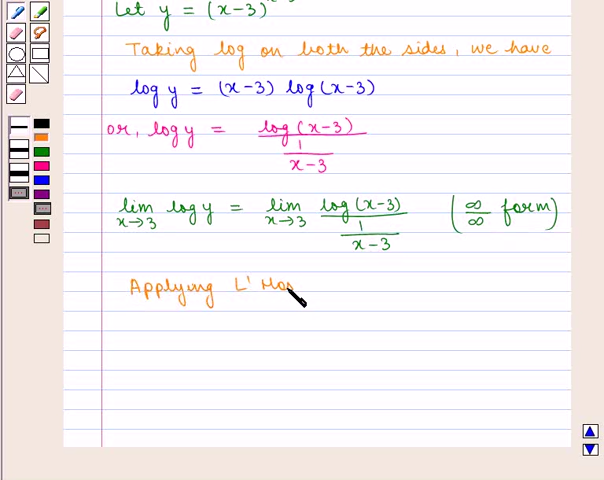 Let y = (x-3)
Taking log on both the sides, we have
log y = (x-3) log(x-3)
or, log y = log(x-3) / (1/(x-3))
lim x→3 log y = lim x→3 log(x-3) / (1/(x-3)) (∞/∞ form)
Applying L' Hos